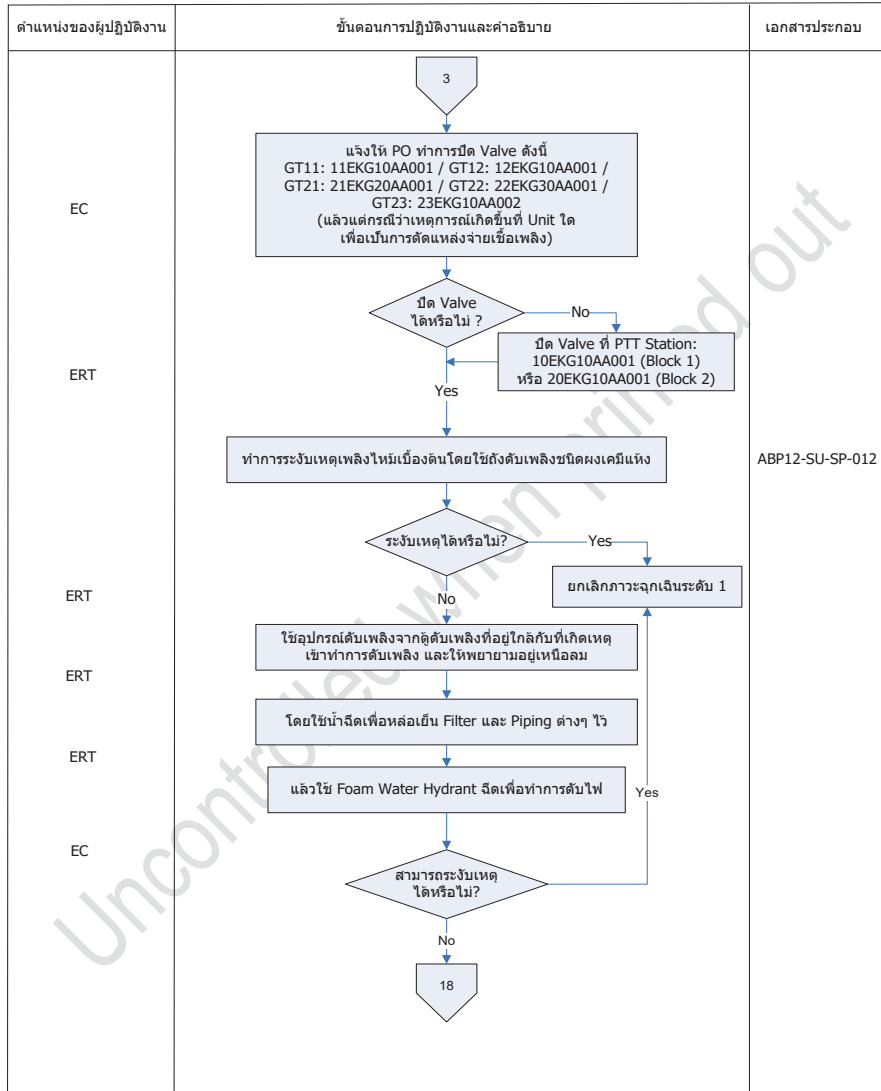 ตำแหน่งของผู้ปฏิบัติงาน
ขั้นตอนการปฏิบัติงานและคำอธิบาย
เอกสารประกอบ
3
EC
แจ้งให้ PO ทำการปิด Valve ดังนี้
GT11: 11EKG10AA001 / GT12: 12EKG10AA001 /
GT21: 21EKG20AA001 / GT22: 22EKG30AA001 /
GT23: 23EKG10AA002
(แล้วแต่กรณีว่าเหตุการณ์เกิดขึ้นที่ Unit ใด
เพื่อเป็นการตัดแหล่งจ่ายเชื้อเพลิง)
ปิด Valve
ได้หรือไม่ ?
No
ปิด Valve ที่ PTT Station:
10EKG10AA001 (Block 1)
หรือ 20EKG10AA001 (Block 2)
ERT
Yes
ทำการระงับเหตุเพลิงไหม้เบื้องต้นโดยใช้ถังดับเพลิงชนิดผงเคมีแห้ง
ABP12-SU-SP-012
ระงับเหตุได้หรือไม่?
Yes
ยกเลิกภาวะฉุกเฉินระดับ 1
ERT
No
ใช้อุปกรณ์ดับเพลิงจากตู้ดับเพลิงที่อยู่ใกล้กับที่เกิดเหตุ
เข้าทำการดับเพลิง และให้พยายามอยู่เหนือลม
ERT
โดยใช้น้ำฉีดเพื่อหล่อเย็น Filter และ Piping ต่างๆ ไว้
ERT
แล้วใช้ Foam Water Hydrant ฉีดเพื่อทำการดับไฟ
Yes
EC
สามารถระงับเหตุ
ได้หรือไม่?
No
18
Uncontrolled when prined out